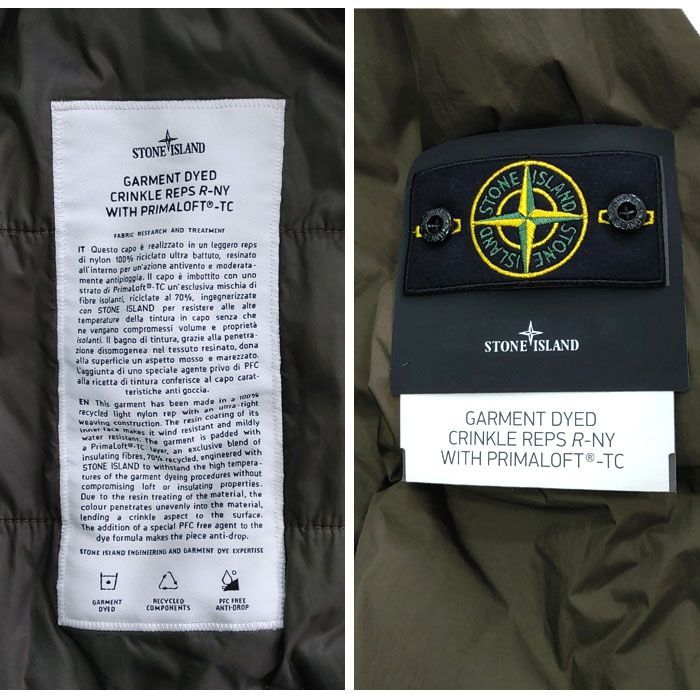 STONE ISLAND
GARMENT DYED
CRINKLE REPS R-NY
WITH PRIMALOFT®-TC
FABRIC RESEARCH AND TREATMENT
IT Questo capo è realizzato in un leggero reps
di nylon 100% riciclato ultra battuto, resinato
all'interno per un'azione antivento e moderata-
mente antipioggia. Il capo è imbottito con uno
strato di PrimaLoft®-TC un'esclusiva mischia di
fibre isolanti, riciclate al 70%, ingegnerizzate
con STONE ISLAND per resistere alle alte
temperature della tintura in capo senza che
ne vengano compromessi volume e proprietà
isolanti. Il bagno di tintura, grazie alla penetra-
zione disomogenea nel tessuto resinato, dona
alla superficie un aspetto mosso e marezzato.
L'aggiunta di uno speciale agente privo di PFC
alla ricetta di tintura conferisce al capo carat-
teristiche anti goccia.
EN This garment has been made in a 100%
recycled light nylon rep with an ultra-tight
weaving construction. The resin coating of its
inner face makes it wind resistant and mildly
water resistant. The garment is padded with
a PrimaLoft®-TC layer, an exclusive blend of
insulating fibres, 70% recycled, engineered with
STONE ISLAND to withstand the high tempera-
tures of the garment dyeing procedures without
compromising loft or insulating properties.
Due to the resin treating of the material, the
colour penetrates unevenly into the material,
lending a crinkle aspect to the surface.
The addition of a special PFC free agent to the
dye formula makes the piece anti-drop.
STONE ISLAND ENGINEERING AND GARMENT DYE EXPERTISE
GARMENT
DYED
RECYCLED
COMPONENTS
PFC FREE
ANTI-DROP
STONE ISLAND
STONE ISLAND
STONE ISLAND
GARMENT DYED
CRINKLE REPS R-NY
WITH PRIMALOFT®-TC